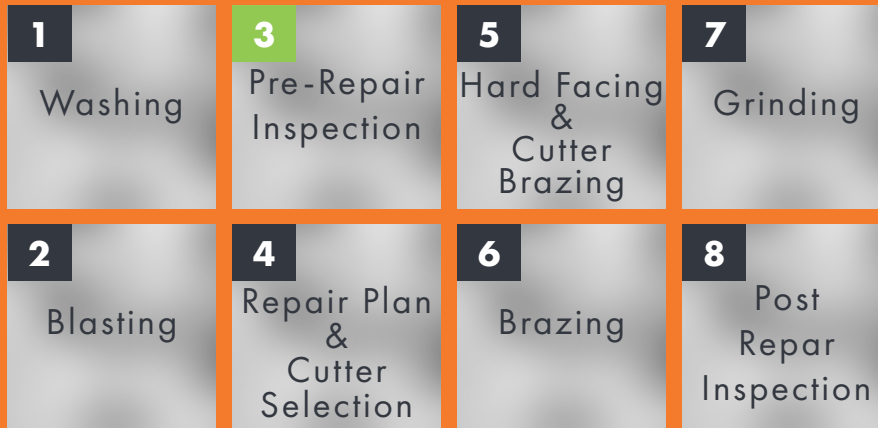 1
Washing
2
Blasting
3
Pre-Repair
Inspection
4
Repair Plan
&
Cutter
Selection
5
Hard Facing
&
Cutter
Brazing
6
Brazing
7
Grinding
8
Post
Repar
Inspection